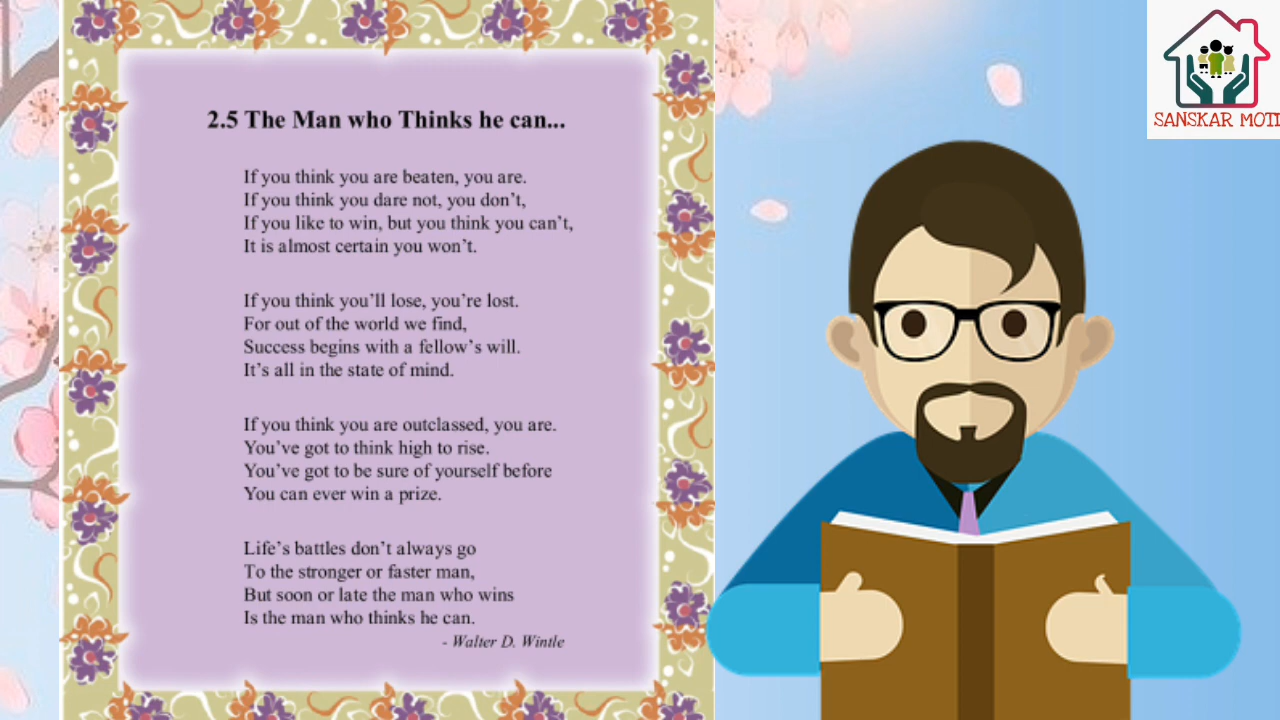 2.5 The Man who Thinks he can...
If you think you are beaten, you are.
If you think you dare not, you don’t,
If you like to win, but you think you can’t,
It is almost certain you won’t.
If you think you’ll lose, you’re lost.
For out of the world we find,
Success begins with a fellow’s will.
It’s all in the state of mind.
If you think you are outclassed, you are.
You’ve got to think high to rise.
You’ve got to be sure of yourself before
You can ever win a prize.
Life’s battles don’t always go
To the stronger or faster man,
But soon or late the man who wins
Is the man who thinks he can.
- Walter D. Wintle
SANSKAR